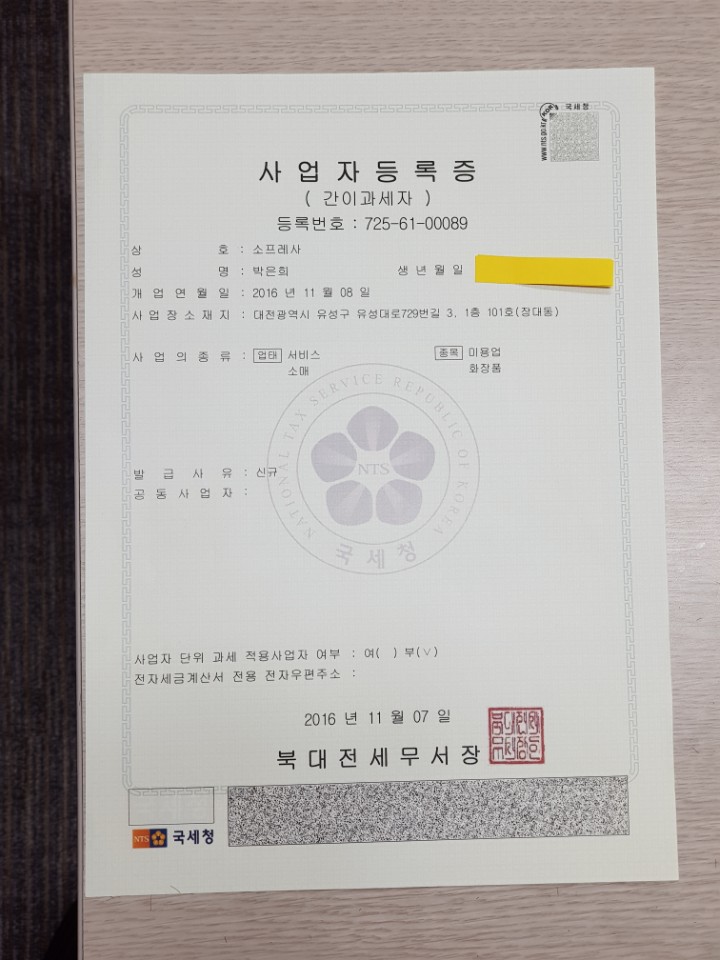 국세청
www.nts.go.kr
사업자등록증
( 간이과세자 )
등록번호 : 725-61-00089
상 호 : 소프레사
성 명 : 박은희 생년월일
개업연월일 : 2016 년 11 월 08 일
사업장소재지 : 대전광역시 유성구 유성대로729번길 3, 1층 101호(장대동)
사업의종류 : 업태 서비스 종목 미용업
소매 화장품
NATIONAL TAX SERVICE REPUBLIC OF KOREA
NTS
국세청
발급사유 : 신규
공동사업자 :
사업자 단위 과세 적용사업자 여부 : 여( ) 부(∨)
전자세금계산서 전용 전자우편주소 :
2016 년 11 월 07 일
북대전세무서장
NTS 국세청